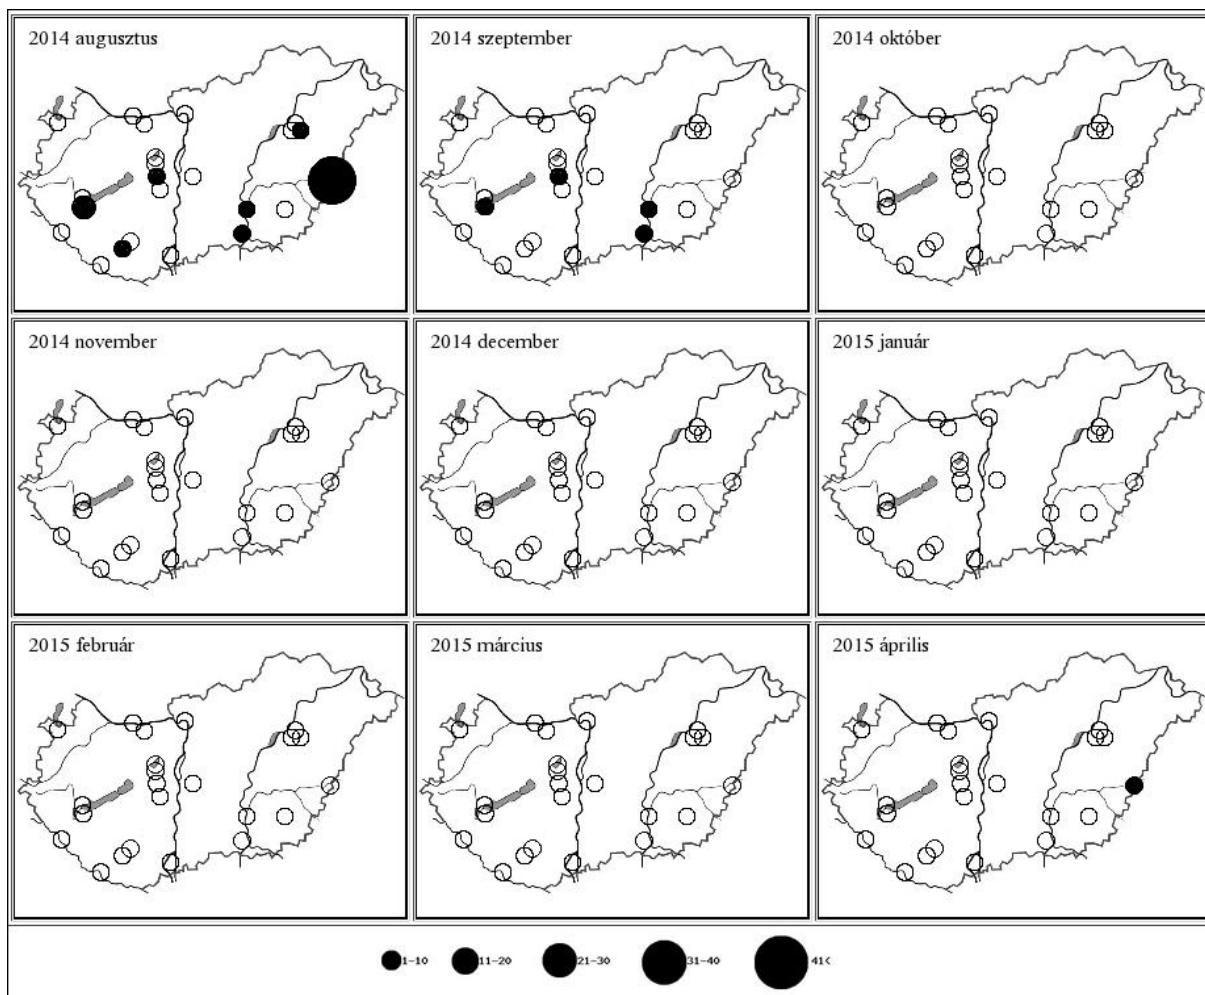 2014 augusztus
2014 szeptember
2014 október
2014 november
2014 december
2015 január
2015 február
2015 március
2015 április
1-10
11-20
21-30
31-40
41<